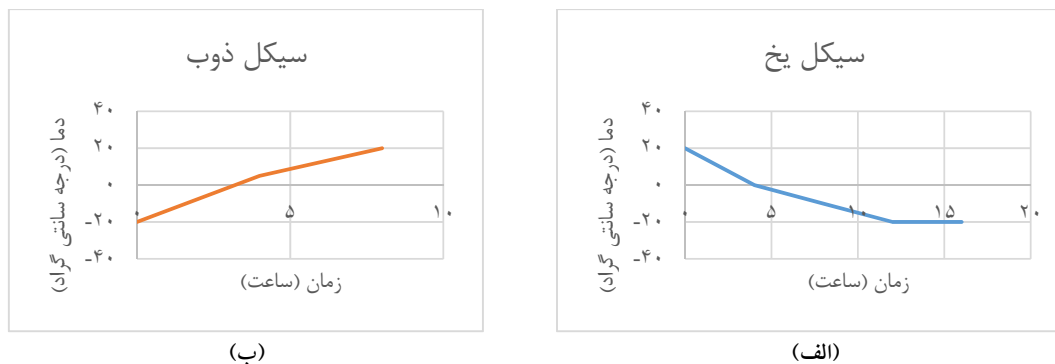 سیکل یخ
دما (درجه سانتی گراد)
۴۰
۲۰
۰
-۲۰
-۴۰
۰ ۵ ۱۰ ۱۵ ۲۰
زمان (ساعت)
(الف)
سیکل ذوب
دما (درجه سانتی گراد)
۴۰
۲۰
۰
-۲۰
-۴۰
۰ ۵ ۱۰
زمان (ساعت)
(ب)